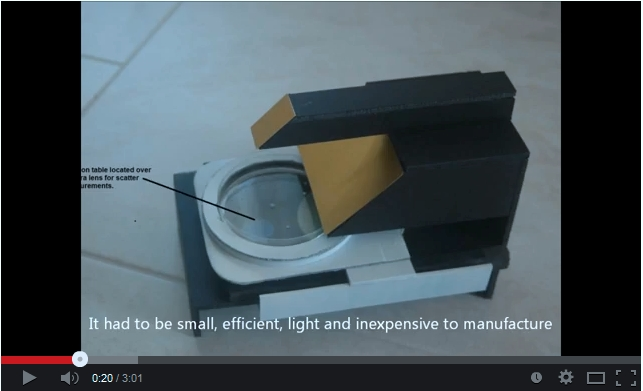 on table located over
ra lens for scatter
urements.
It had to be small, efficient, light and inexpensive to manufacture
0:20 / 3:01